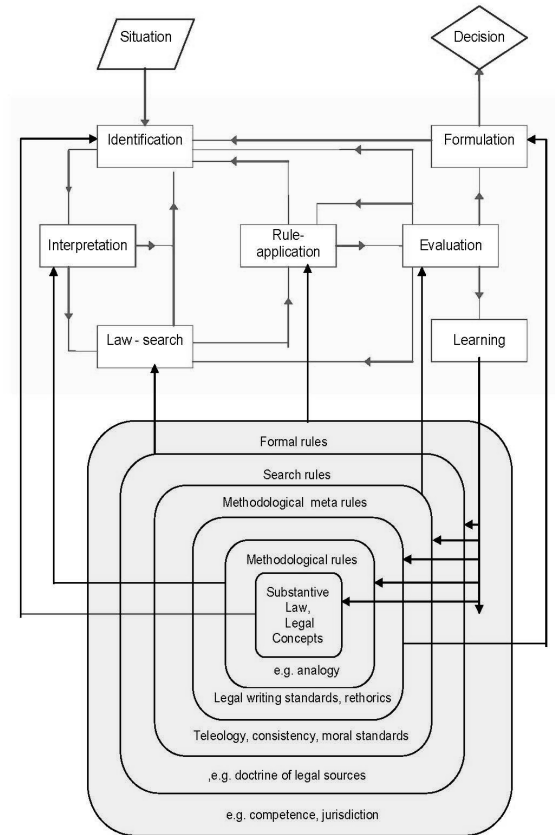 Situation
Decision
Identification
Formulation
Interpretation
Rule-
application
Evaluation
Law - search
Learning
Formal rules
Search rules
Methodological meta rules
Methodological rules
Substantive
Law,
Legal
Concepts
e.g. analogy
Legal writing standards, rethorics
Teleology, consistency, moral standards
,e.g. doctrine of legal sources
e.g. competence, jurisdiction